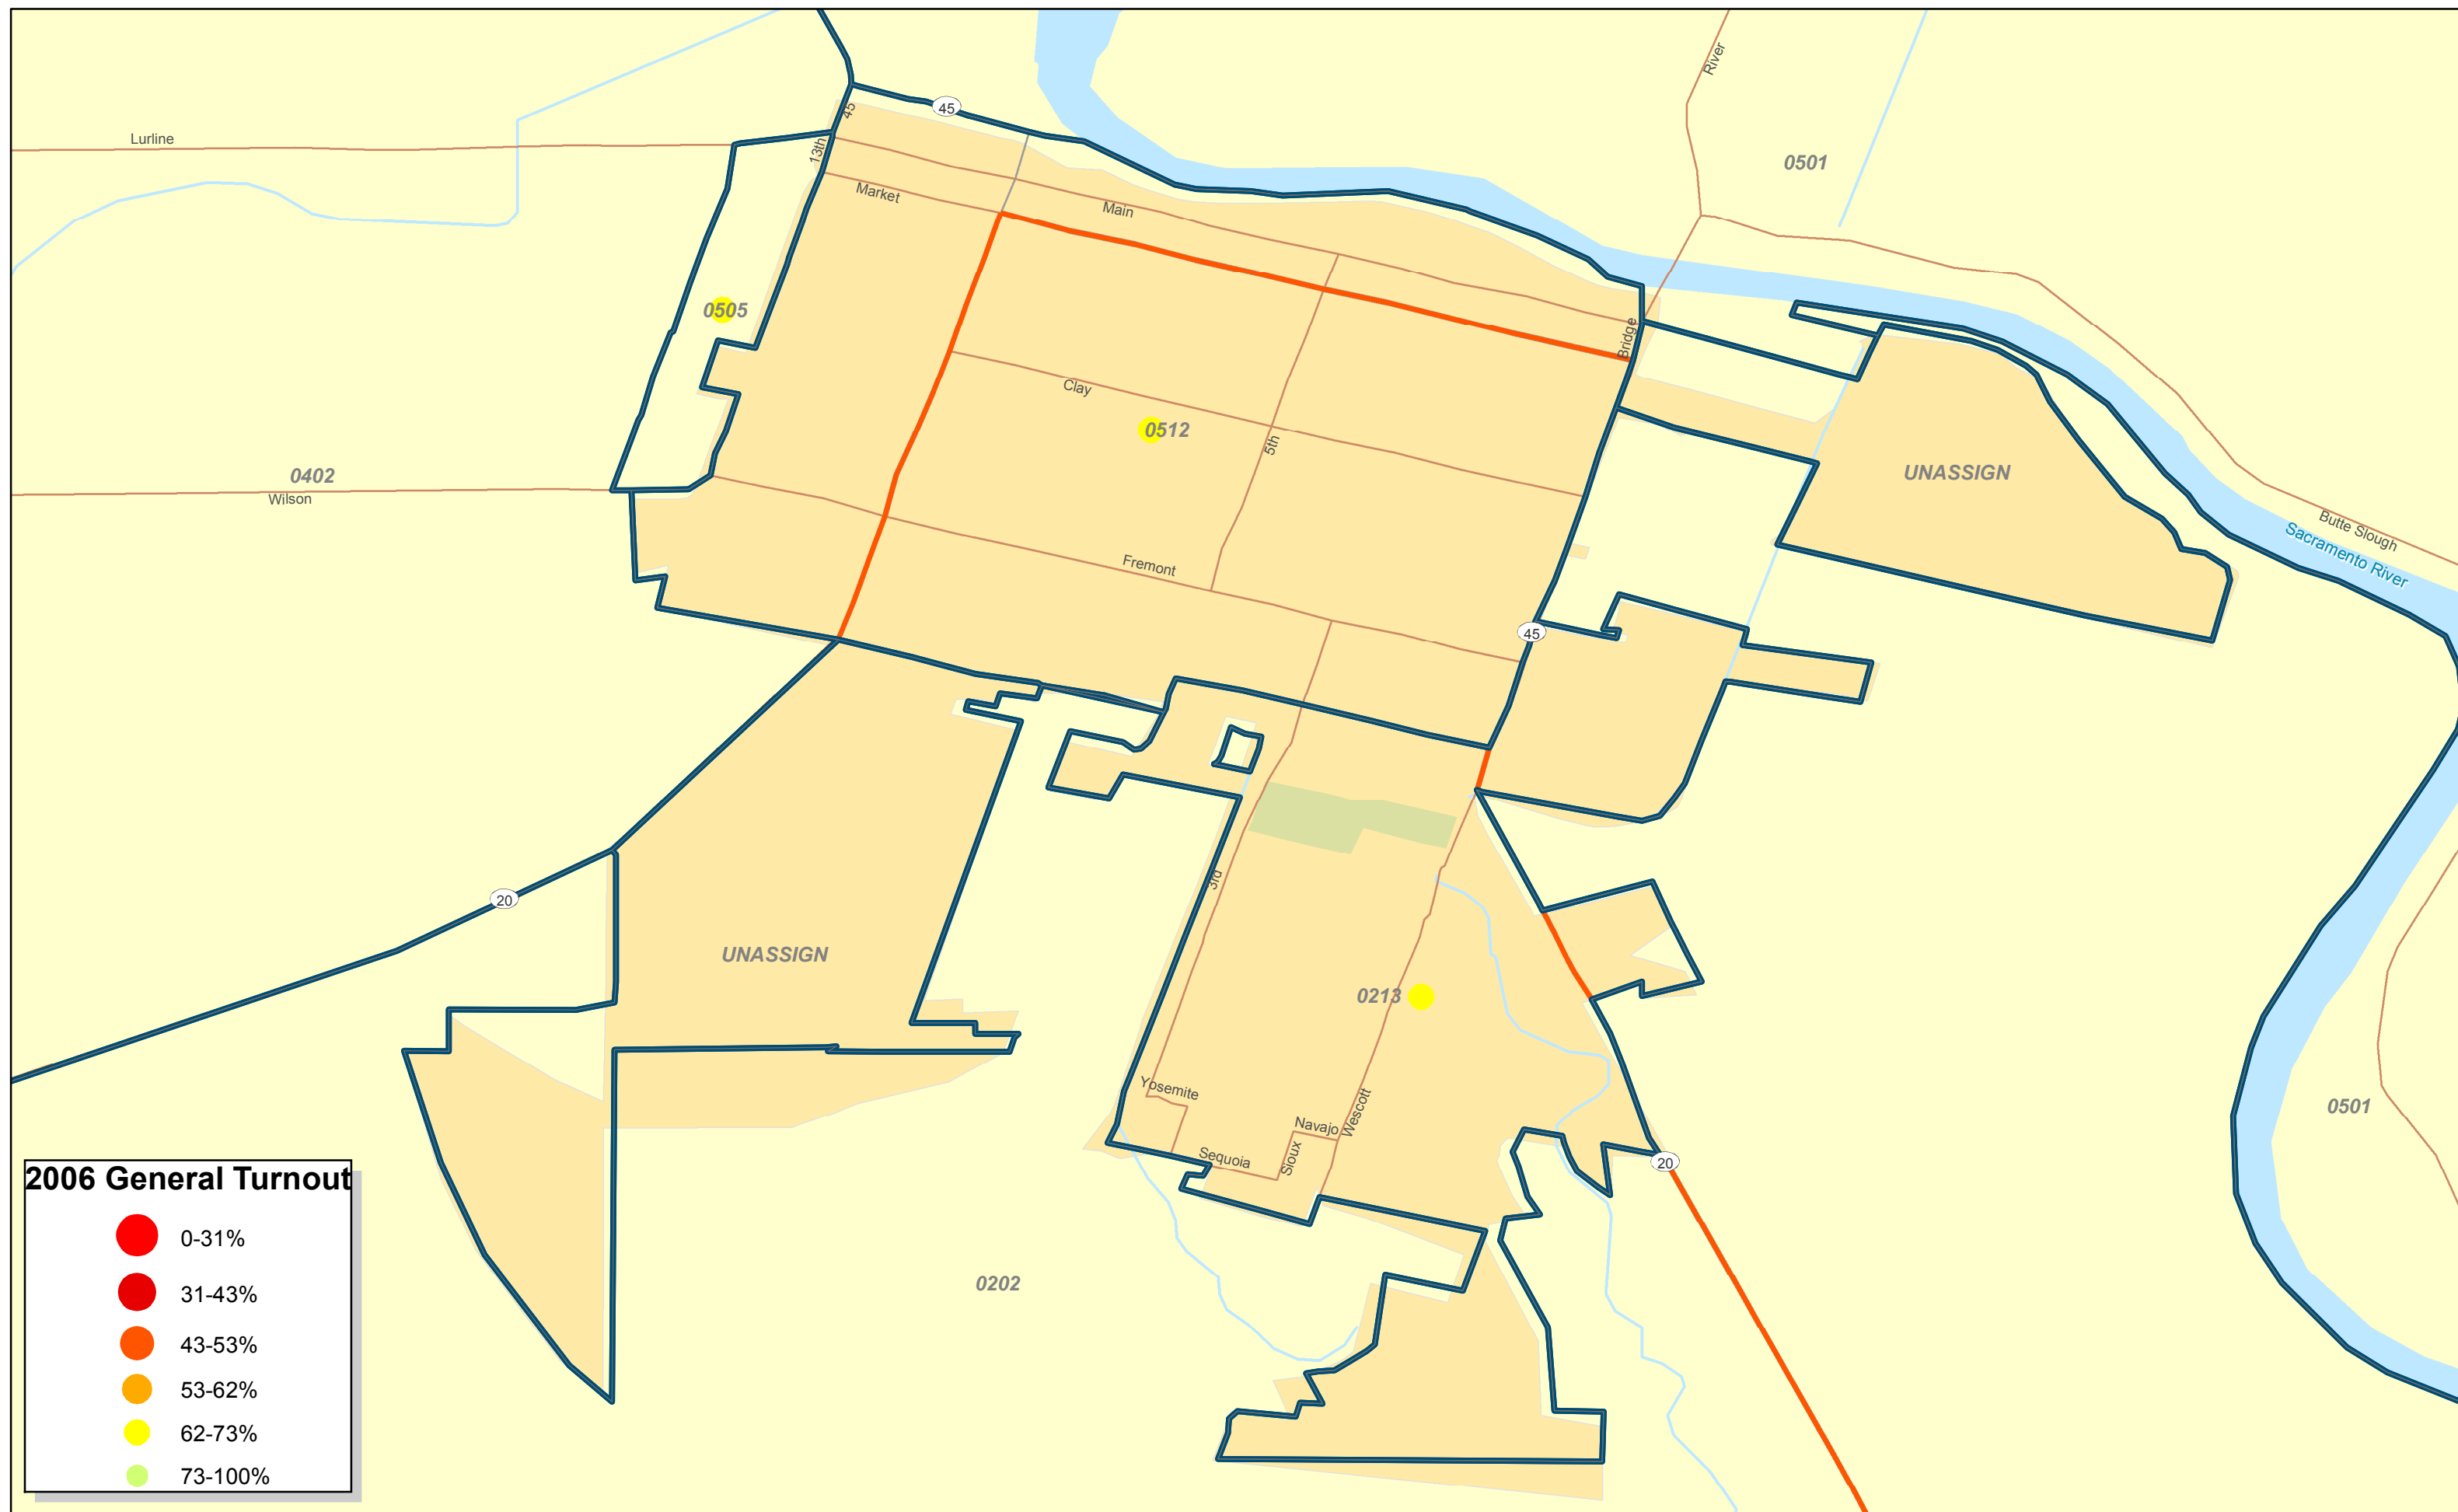 River
45
45
Lurline
13th
0501
Market
Main
0505
Bridge
Clay
0512
5th
UNASSIGN
0402
Wilson
Butte Slough
Sacramento River
Fremont
45
20
3rd
UNASSIGN
0213
Yosemite
Wescott
Navajo
0501
Sequoia
Sioux
20
0202
2006 General Turnout
0-31%
31-43%
43-53%
53-62%
62-73%
73-100%